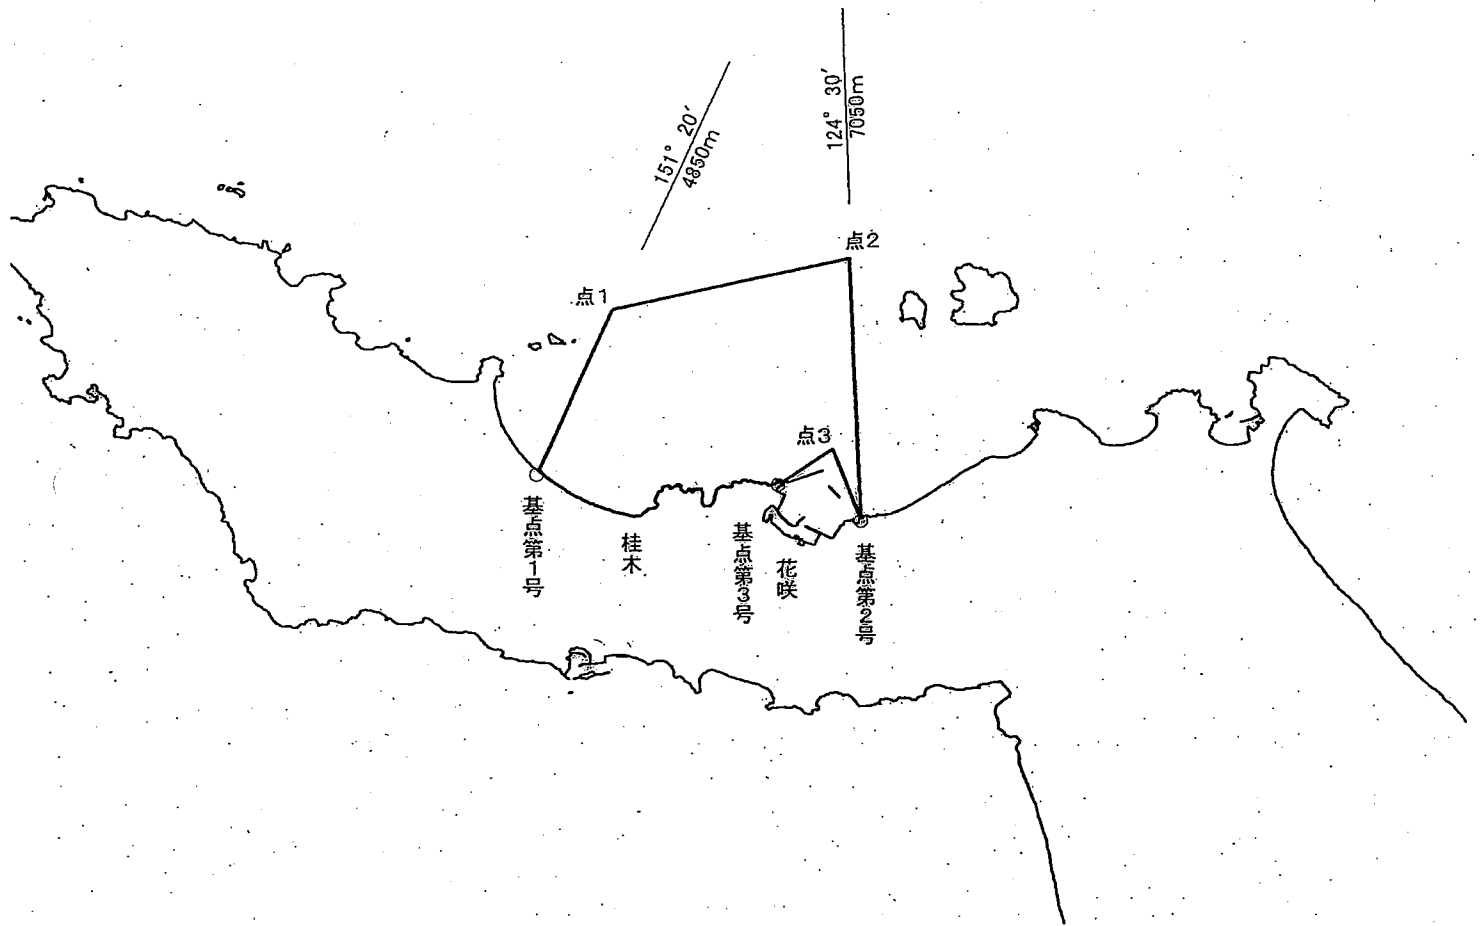 124° 30′
7050m
151° 20′
4850m
点2
点1
点3
基点第1号
桂木
基点第3号
花咲
基点第2号